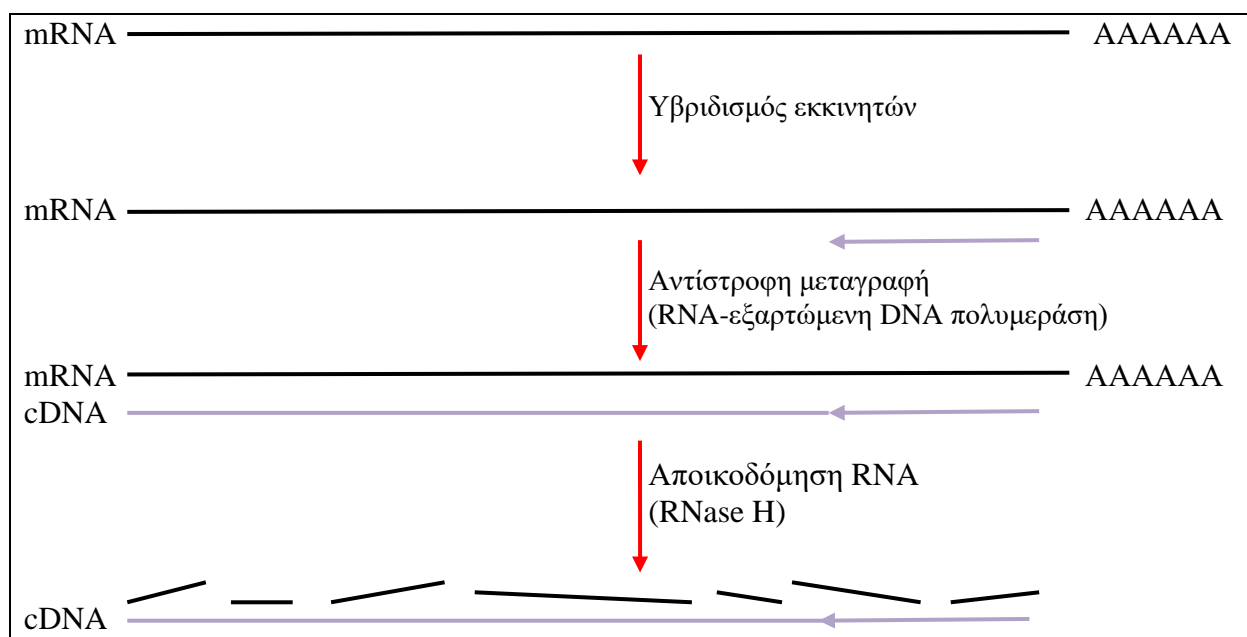 mRNA AAAAAA
Υβριδισμός εκκινητών
mRNA AAAAAA
Αντίστροφη μεταγραφή
(RNA-εξαρτώμενη DNA πολυμεράση)
mRNA AAAAAA
cDNA
Αποικοδόμηση RNA
(RNase H)
cDNA